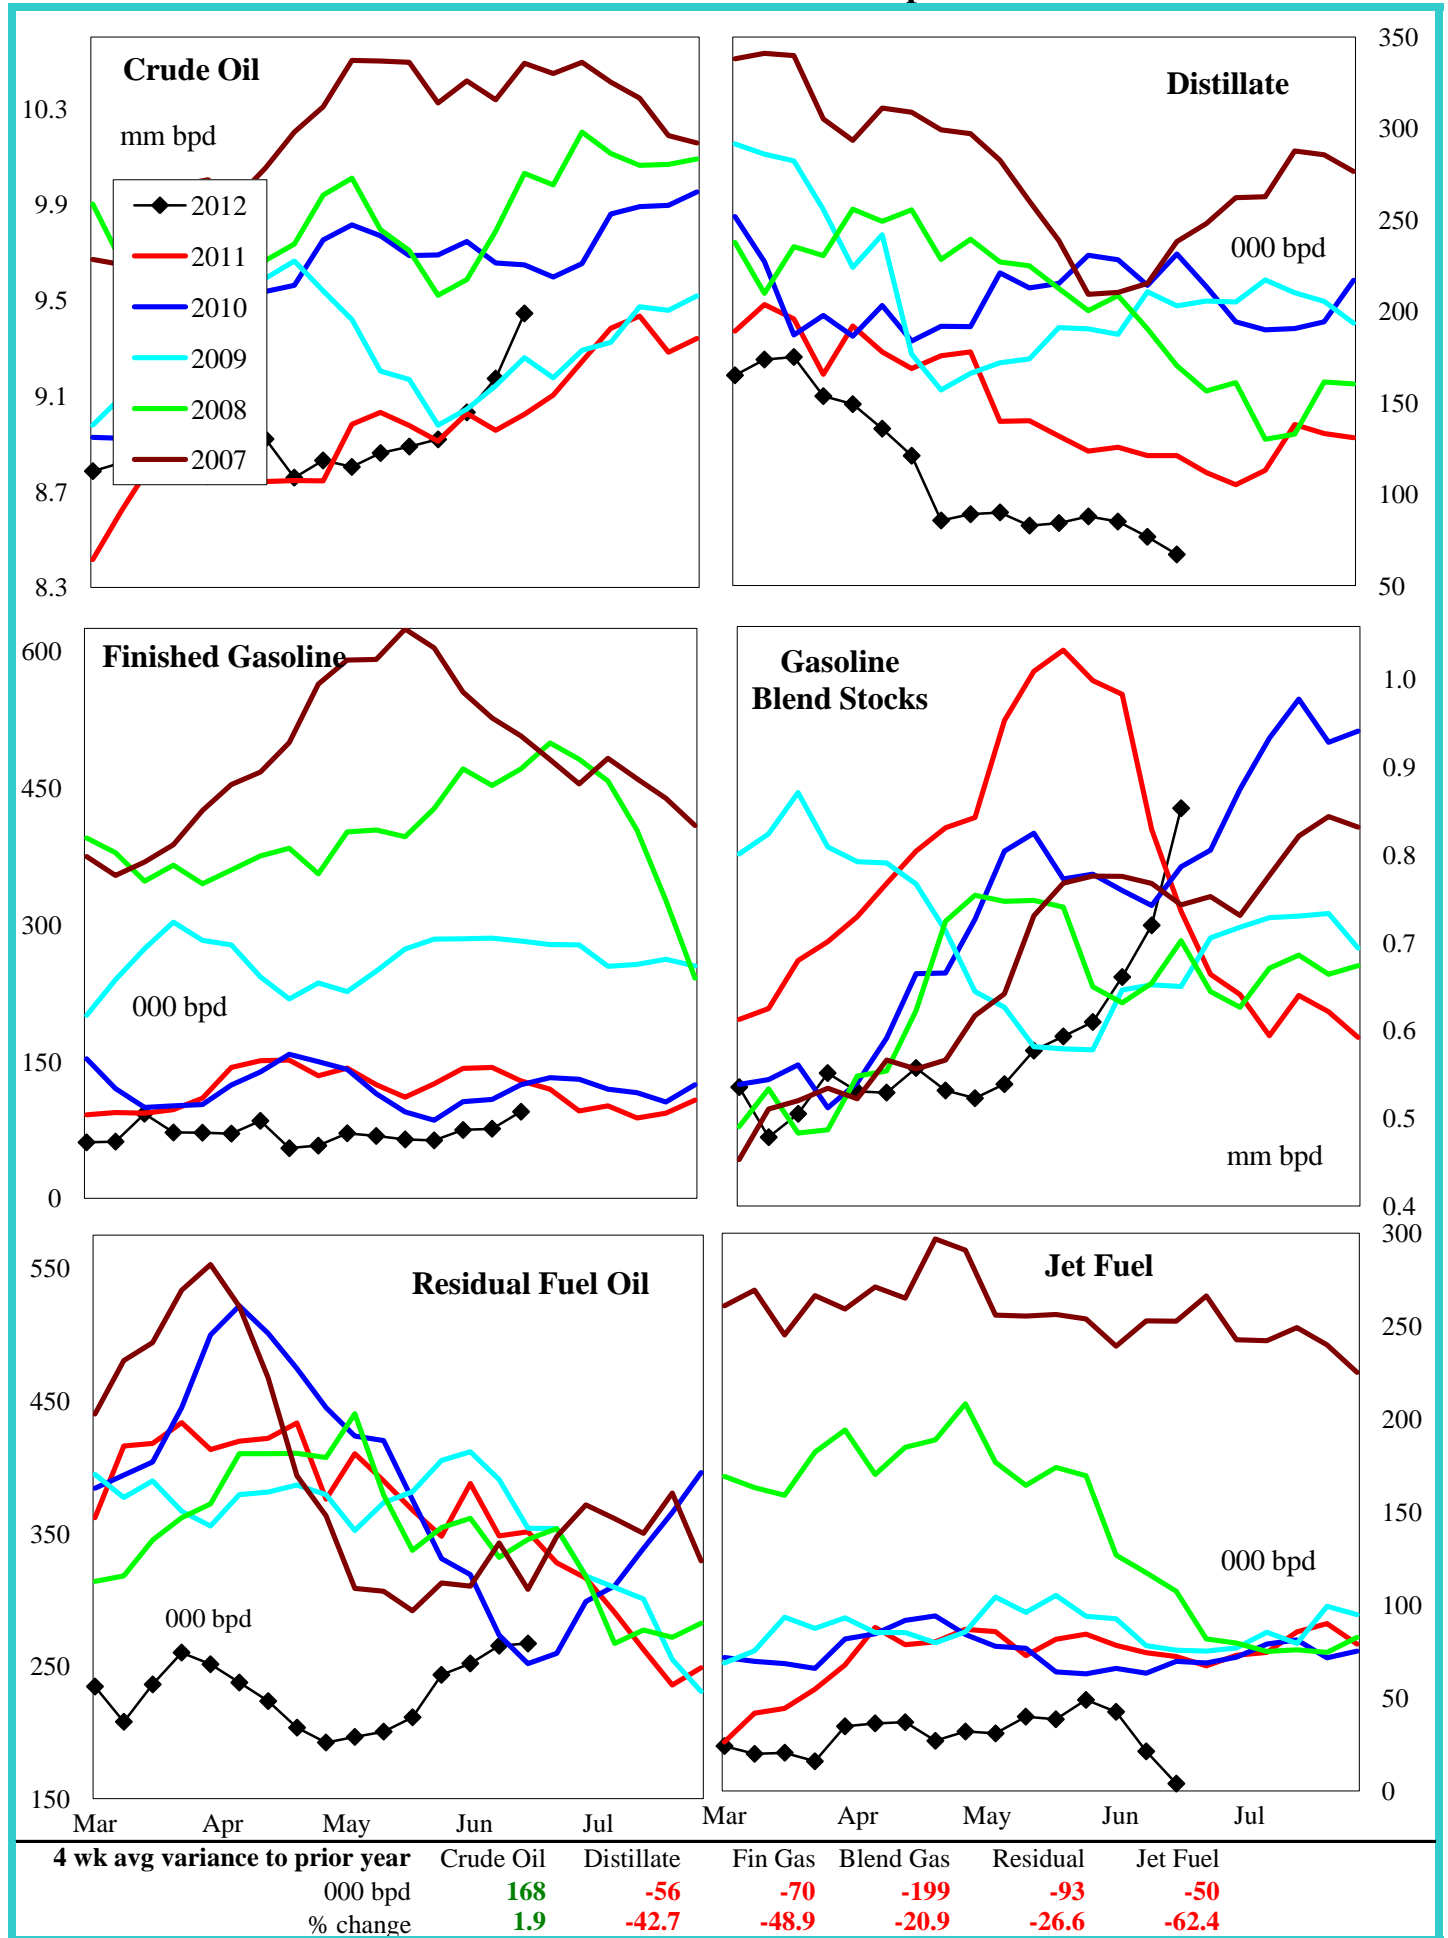 Crude Oil
mm bpd
10.3
9.9
9.5
9.1
8.7
8.3
2012
2011
2010
2009
2008
2007
Distillate
000 bpd
350
300
250
200
150
100
50
Finished Gasoline
000 bpd
600
450
300
150
0
Gasoline
Blend Stocks
mm bpd
1.0
0.9
0.8
0.7
0.6
0.5
0.4
Residual Fuel Oil
000 bpd
550
450
350
250
150
Mar Apr May Jun Jul
Jet Fuel
000 bpd
300
250
200
150
100
50
0
Mar Apr May Jun Jul
4 wk avg variance to prior year Crude Oil Distillate Fin Gas Blend Gas Residual Jet Fuel
000 bpd 168 -56 -70 -199 -93 -50
% change 1.9 -42.7 -48.9 -20.9 -26.6 -62.4